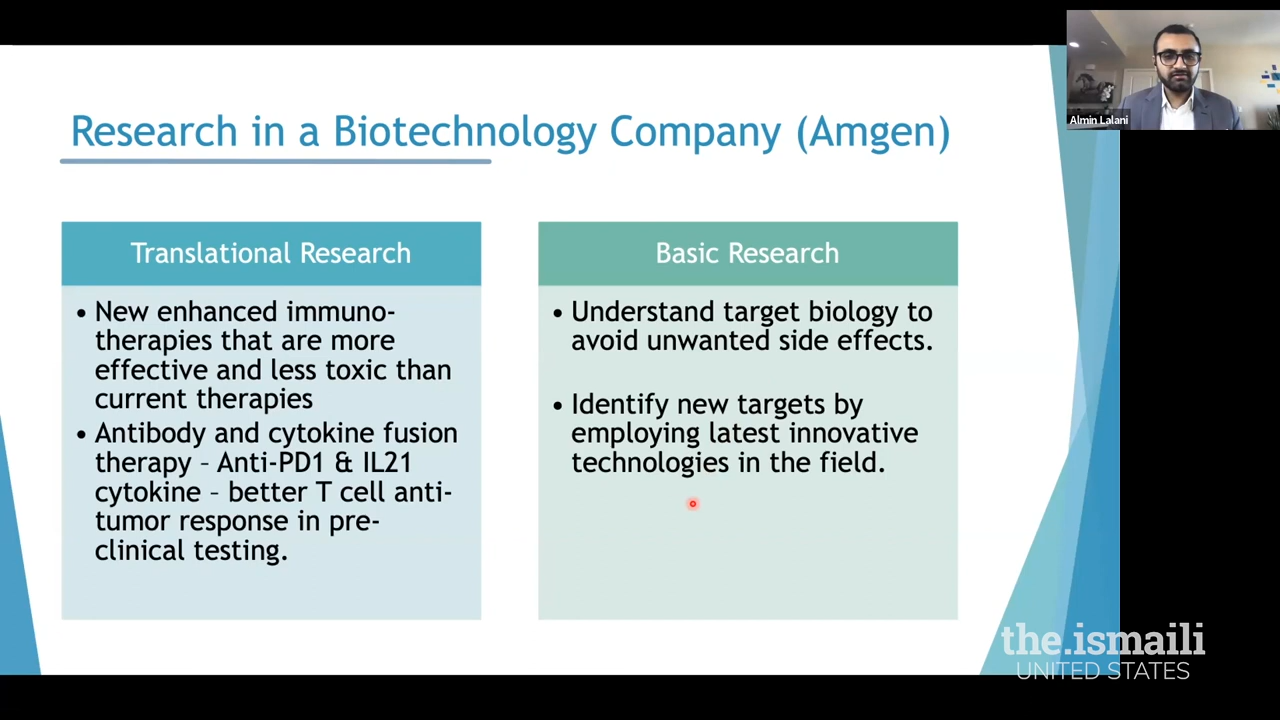 Research in a Biotechnology Company (Amgen)
Almin Lalani
Translational Research
• New enhanced immuno-
therapies that are more
effective and less toxic than
current therapies
• Antibody and cytokine fusion
therapy – Anti-PD1 & IL21
cytokine – better T cell anti-
tumor response in pre-
clinical testing.
Basic Research
• Understand target biology to
avoid unwanted side effects.
• Identify new targets by
employing latest innovative
technologies in the field.
the.ismaili
UNITED STATES